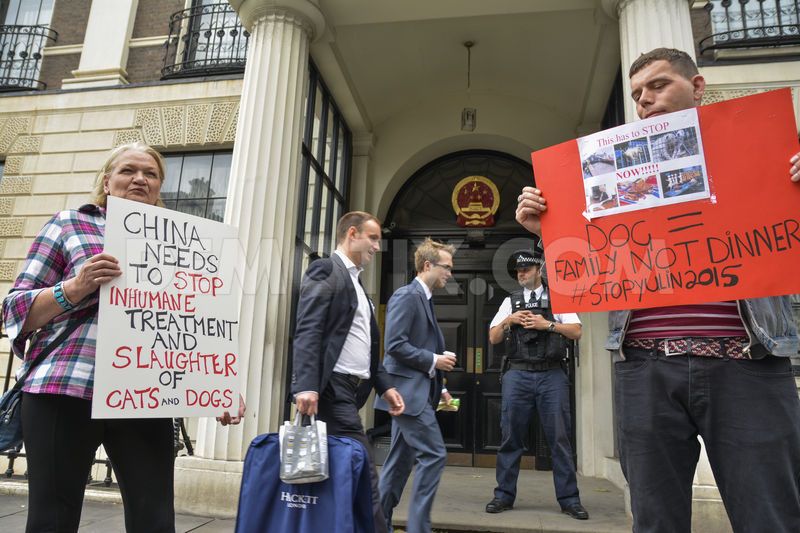 CHINA
NEEDS
TO STOP
INHUMANE
TREATMENT
AND
SLAUGHTER
OF
CATS AND DOGS
HACKETT
LONDON
POLICE
This has to STOP
NOW!!!!!
DOG =
FAMILY NOT DINNER
#STOPYULIN2015